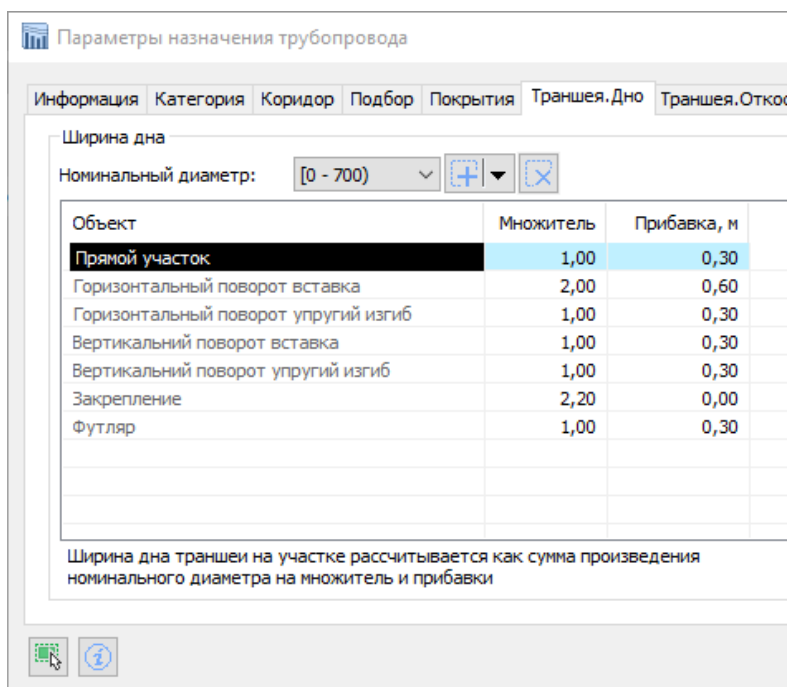 Параметры назначения трубопровода
Информация Категория Коридор Подбор Покрытия Траншея.Дно Траншея.Откос
Ширина дна
Номинальный диаметр: [0 - 700)
Объект Множитель Прибавка, м
Прямой участок 1,00 0,30
Горизонтальный поворот вставка 2,00 0,60
Горизонтальный поворот упругий изгиб 1,00 0,30
Вертикальний поворот вставка 1,00 0,30
Вертикальний поворот упругий изгиб 1,00 0,30
Закрепление 2,20 0,00
Футляр 1,00 0,30
Ширина дна траншеи на участке рассчитывается как сумма произведения
номинального диаметра на множитель и прибавки